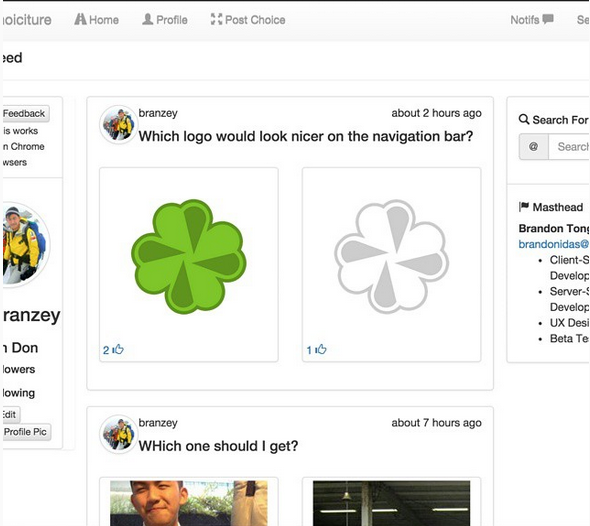 oiciture Home Profile Post Choice Notifs Se
eed
Feedback
is works
n Chrome
wsers
ranzey
n Don
lowers
lowing
Edit
Profile Pic
branzey about 2 hours ago
Which logo would look nicer on the navigation bar?
2
1
branzey about 7 hours ago
WHich one should I get?
Search For
@ Search
Masthead
Brandon Tong
brandonidas@
Client-S
Develop
Server-S
Develop
UX Desi
Beta Te